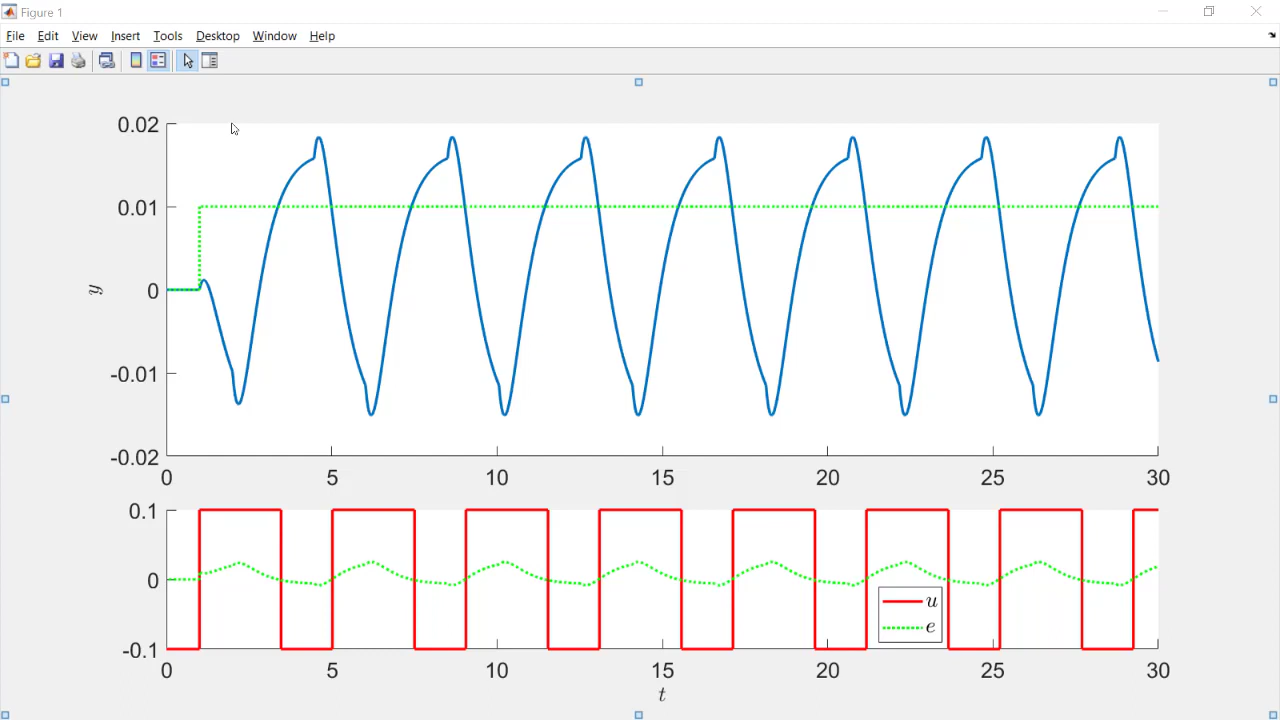 Figure 1
File Edit View Insert Tools Desktop Window Help
0.02
0.01
0
-0.01
-0.02
y
0 5 10 15 20 25 30
0.1
0
-0.1
u
e
0 5 10 15 20 25 30
t